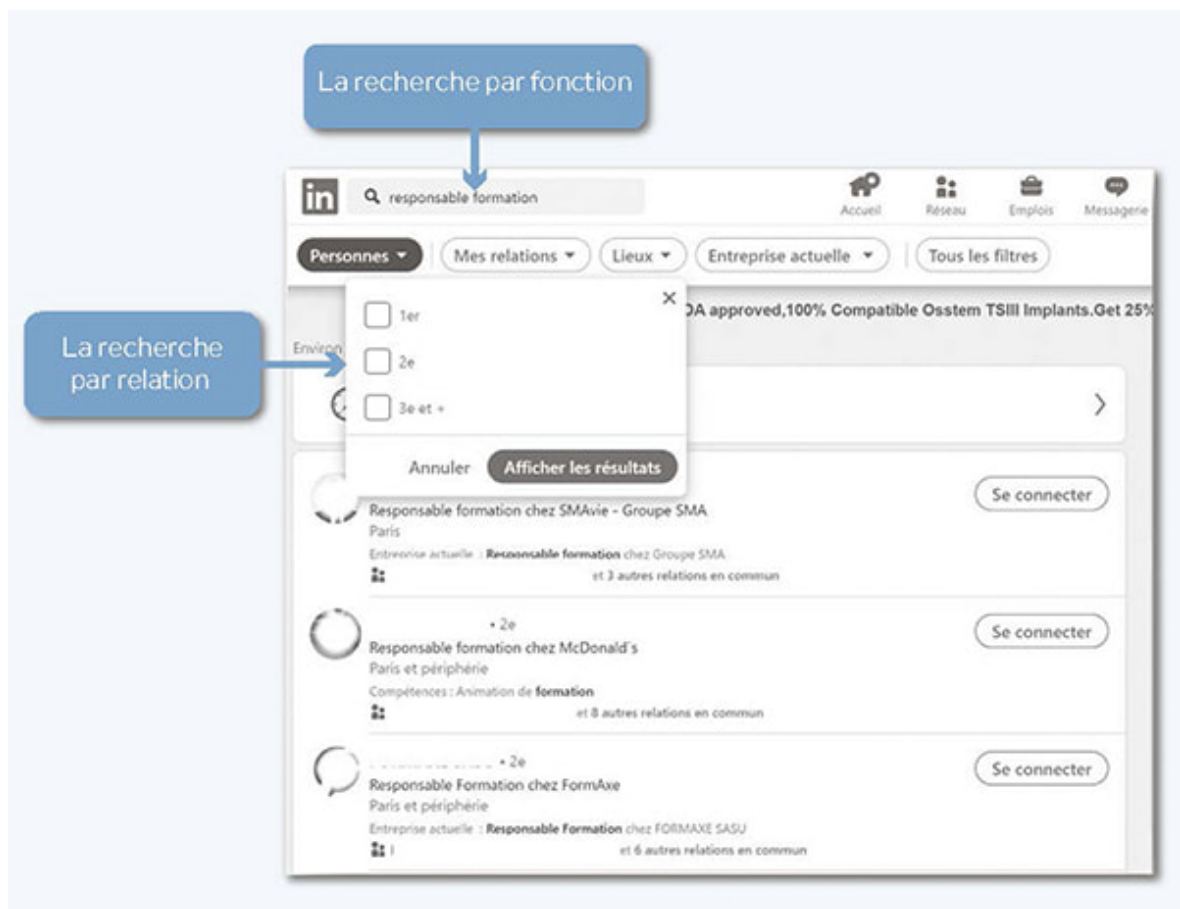 La recherche par fonction
in
responsable formation
Accueil
Réseau
Emplois
Messagerie
Personnes
Mes relations
Lieux
Entreprise actuelle
Tous les filtres
La recherche
par relation
1er
2e
3e et +
Annuler
Afficher les résultats
DA approved,100% Compatible Osstem TSIII Implants.Get 25%
Environ
Responsable formation chez SMAvie - Groupe SMA
Paris
Entreprise actuelle : Responsable formation chez Groupe SMA
et 3 autres relations en commun
Se connecter
• 2e
Responsable formation chez McDonald's
Paris et périphérie
Compétences : Animation de formation
et 8 autres relations en commun
Se connecter
• 2e
Responsable Formation chez FormAxe
Paris et périphérie
Entreprise actuelle : Responsable Formation chez FORMAXE SASU
et 6 autres relations en commun
Se connecter